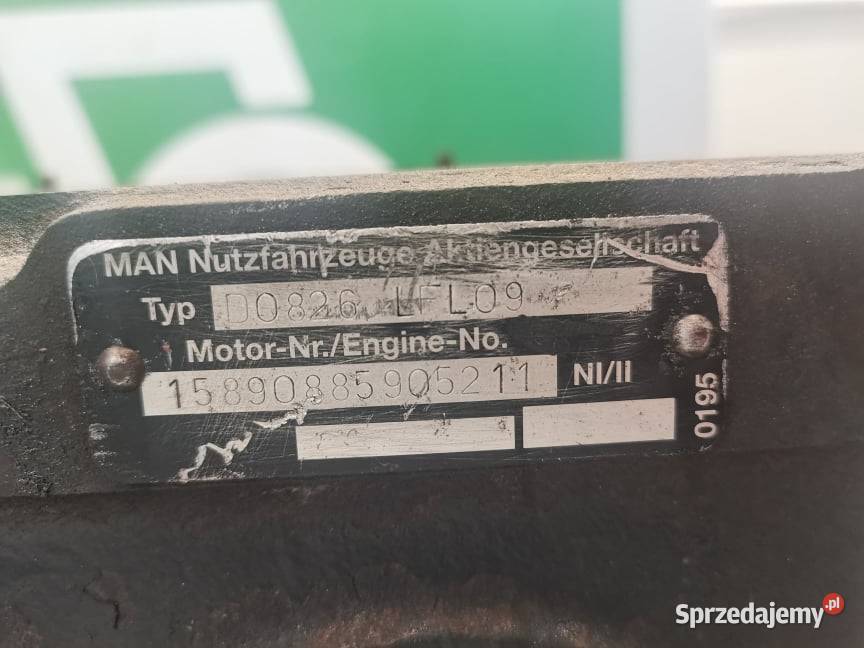 MAN Nutzfahrzeuge Aktiengesellschaft
Typ D0826 LFL09
Motor-Nr./Engine-No.
15890885905211 NI/II
0195
Sprzedajemy.pl